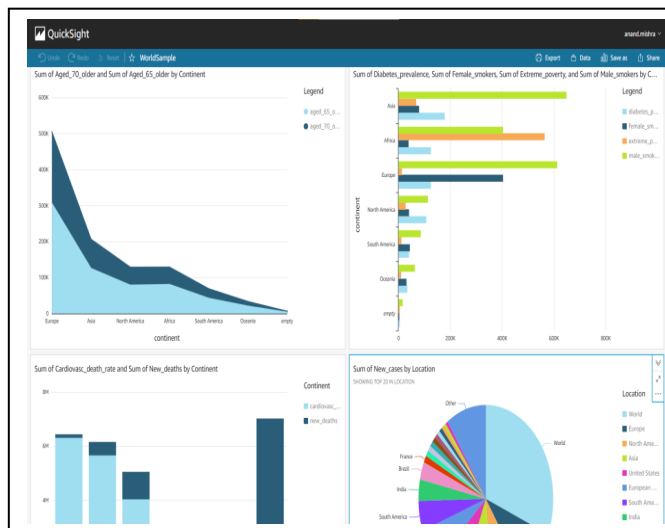 QuickSight
anand.mishra
Undo Redo Reset WorldSample Export Data Save as Share
Sum of Aged_70_older and Sum of Aged_65_older by Continent
600K
500K
400K
300K
200K
100K
0
Europe Asia North America Africa South America Oceania empty
continent
Legend
aged_65_o...
aged_70_o...
Sum of Diabetes_prevalence, Sum of Female_smokers, Sum of Extreme_poverty, and Sum of Male_smokers by C...
continent
Asia
Africa
Europe
North America
South America
Oceania
empty
0 200K 400K 600K 800K
Legend
diabetes_p...
female_sm...
extreme_p...
male_smok...
Sum of Cardiovasc_death_rate and Sum of New_deaths by Continent
8M
6M
4M
Continent
cardiovasc_...
new_deaths
Sum of New_cases by Location
SHOWING TOP 20 IN LOCATION
Other
World
France
Brazil
India
South America
Location
World
Europe
North Ame...
Asia
United States
European ...
South Ame...
India